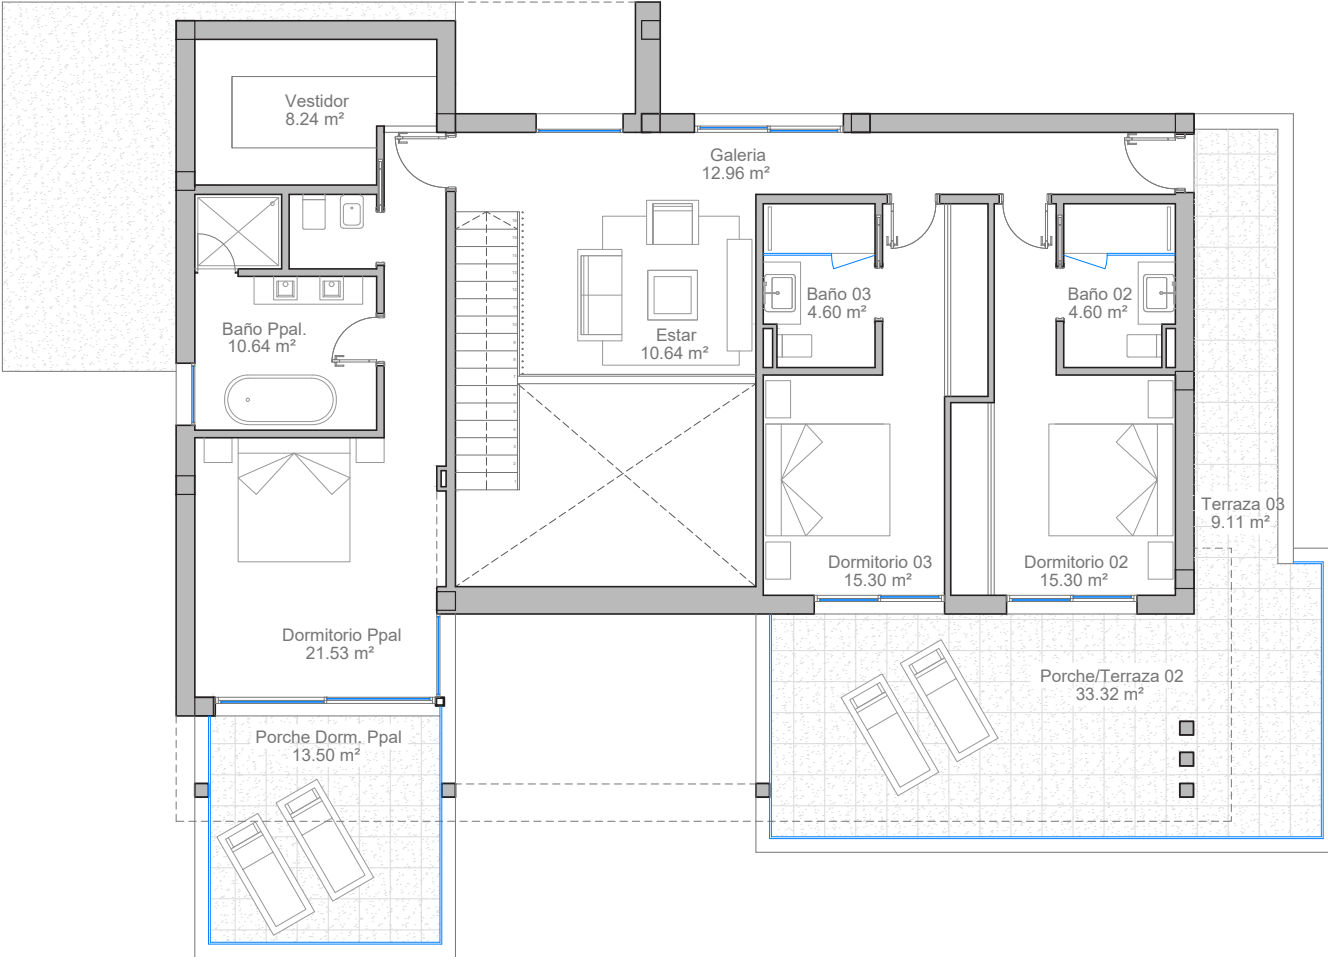 Vestidor
8.24 m²
Galeria
12.96 m²
Baño Ppal.
10.64 m²
Estar
10.64 m²
Baño 03
4.60 m²
Baño 02
4.60 m²
Terraza 03
9.11 m²
Dormitorio 03
15.30 m²
Dormitorio 02
15.30 m²
Dormitorio Ppal
21.53 m²
Porche/Terraza 02
33.32 m²
Porche Dorm. Ppal
13.50 m²